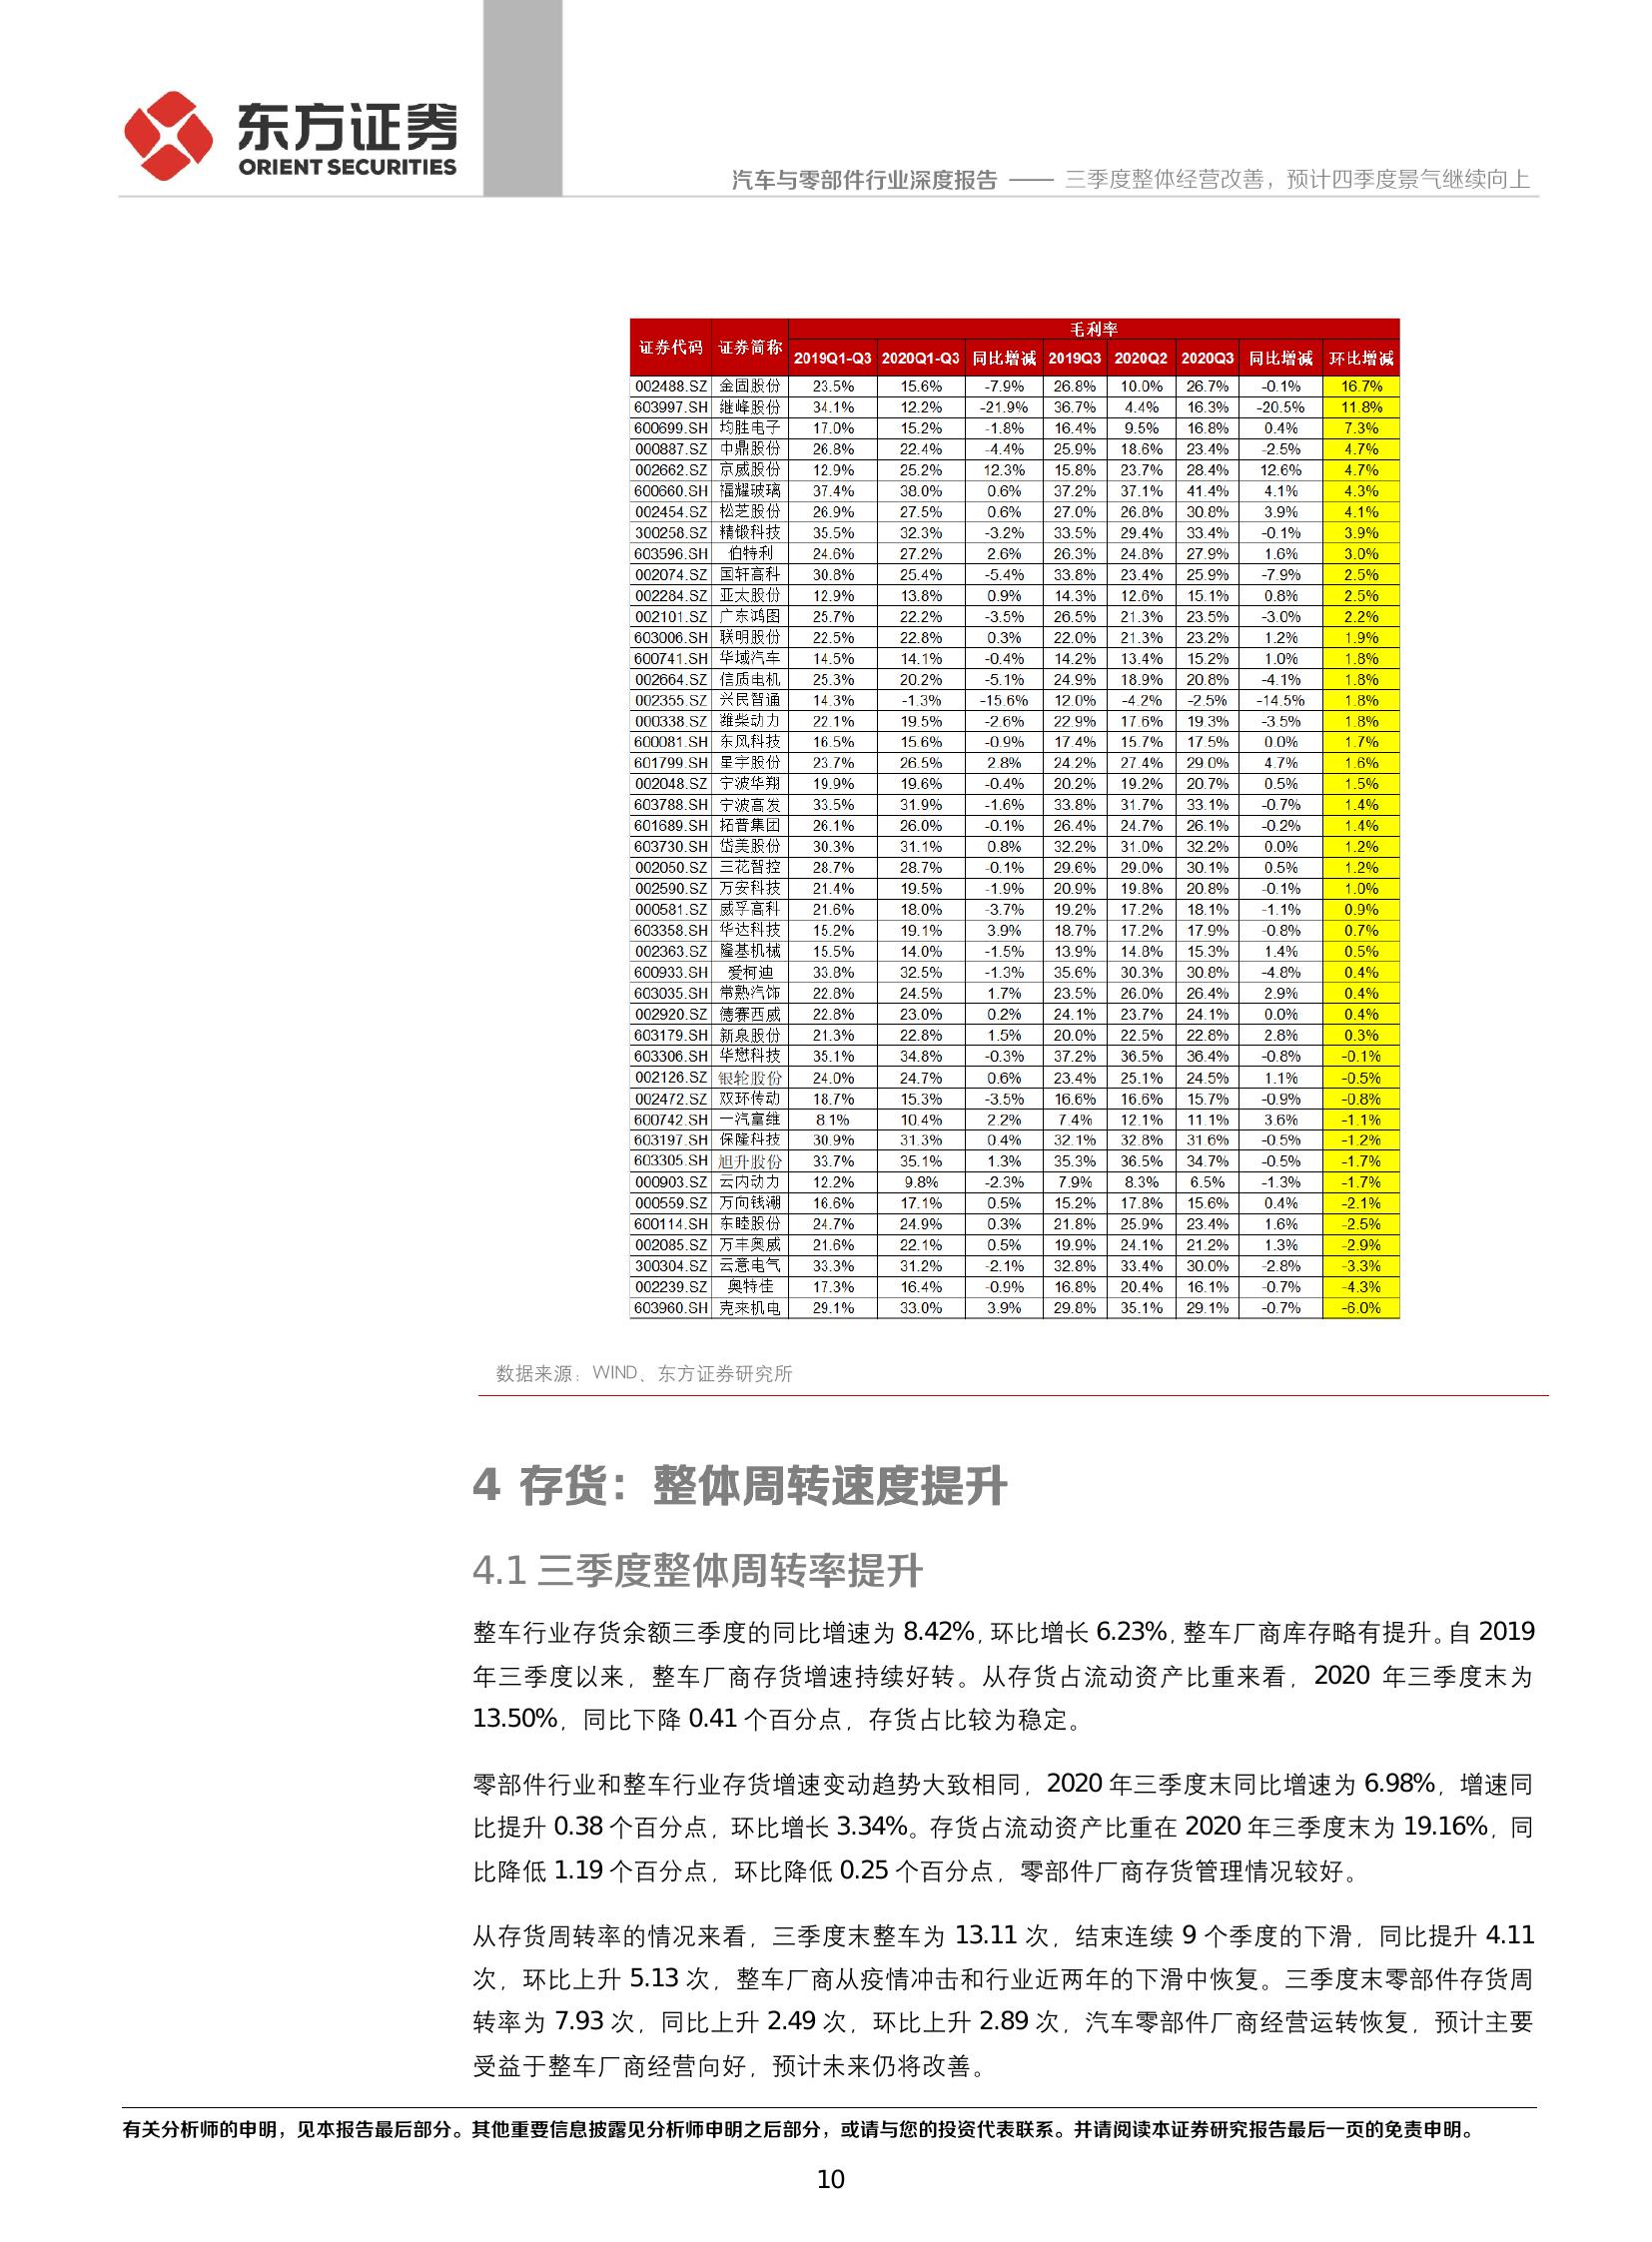 东方证券
ORIENT SECURITIES
汽车与零部件行业深度报告 —— 三季度整体经营改善，预计四季度景气继续向上
证券代码 证券简称 毛利率
2019Q1-Q3 2020Q1-Q3 同比增减 2019Q3 2020Q2 2020Q3 同比增减 环比增减
002488.SZ 金固股份 23.5% 15.6% -7.9% 26.8% 10.0% 26.7% -0.1% 16.7%
603997.SH 继峰股份 34.1% 12.2% -21.9% 36.7% 4.4% 16.3% -20.5% 11.8%
600699.SH 均胜电子 17.0% 15.2% -1.8% 16.4% 9.5% 16.8% 0.4% 7.3%
000887.SZ 中鼎股份 26.8% 22.4% -4.4% 25.9% 18.6% 23.4% -2.5% 4.7%
002662.SZ 京威股份 12.9% 25.2% 12.3% 15.8% 23.7% 28.4% 12.6% 4.7%
600660.SH 福耀玻璃 37.4% 38.0% 0.6% 37.2% 37.1% 41.4% 4.1% 4.3%
002454.SZ 松芝股份 26.9% 27.5% 0.6% 27.0% 26.8% 30.8% 3.9% 4.1%
300258.SZ 精锻科技 35.5% 32.3% -3.2% 33.5% 29.4% 33.4% -0.1% 3.9%
603596.SH 伯特利 24.6% 27.2% 2.6% 26.3% 24.8% 27.9% 1.6% 3.0%
002074.SZ 国轩高科 30.8% 25.4% -5.4% 33.8% 23.4% 25.9% -7.9% 2.5%
002284.SZ 亚太股份 12.9% 13.8% 0.9% 14.3% 12.6% 15.1% 0.8% 2.5%
002101.SZ 广东鸿图 25.7% 22.2% -3.5% 26.5% 21.3% 23.5% -3.0% 2.2%
603006.SH 联明股份 22.5% 22.8% 0.3% 22.0% 21.3% 23.2% 1.2% 1.9%
600741.SH 华域汽车 14.5% 14.1% -0.4% 14.2% 13.4% 15.2% 1.0% 1.8%
002664.SZ 信质电机 25.3% 20.2% -5.1% 24.9% 18.9% 20.8% -4.1% 1.8%
002355.SZ 兴民智通 14.3% -1.3% -15.6% 12.0% -4.2% -2.5% -14.5% 1.8%
000338.SZ 潍柴动力 22.1% 19.5% -2.6% 22.9% 17.6% 19.3% -3.5% 1.8%
600081.SH 东风科技 16.5% 15.6% -0.9% 17.4% 15.7% 17.5% 0.0% 1.7%
601799.SH 星宇股份 23.7% 26.5% 2.8% 24.2% 27.4% 29.0% 4.7% 1.6%
002048.SZ 宁波华翔 19.9% 19.6% -0.4% 20.2% 19.2% 20.7% 0.5% 1.5%
603788.SH 宁波高发 33.5% 31.9% -1.6% 33.8% 31.7% 33.1% -0.7% 1.4%
601689.SH 拓普集团 26.1% 26.0% -0.1% 26.4% 24.7% 26.1% -0.2% 1.4%
603730.SH 岱美股份 30.3% 31.1% 0.8% 32.2% 31.0% 32.2% 0.0% 1.2%
002050.SZ 三花智控 28.7% 28.7% -0.1% 29.6% 29.0% 30.1% 0.5% 1.2%
002590.SZ 万安科技 21.4% 19.5% -1.9% 20.9% 19.8% 20.8% -0.1% 1.0%
000581.SZ 威孚高科 21.6% 18.0% -3.7% 19.2% 17.2% 18.1% -1.1% 0.9%
603358.SH 华达科技 15.2% 19.1% 3.9% 18.7% 17.2% 17.9% -0.8% 0.7%
002363.SZ 隆基机械 15.5% 14.0% -1.5% 13.9% 14.8% 15.3% 1.4% 0.5%
600933.SH 爱柯迪 33.8% 32.5% -1.3% 35.6% 30.3% 30.8% -4.8% 0.4%
603035.SH 常熟汽饰 22.8% 24.5% 1.7% 23.5% 26.0% 26.4% 2.9% 0.4%
002920.SZ 德赛西威 22.8% 23.0% 0.2% 24.1% 23.7% 24.1% 0.0% 0.4%
603179.SH 新泉股份 21.3% 22.8% 1.5% 20.0% 22.5% 22.8% 2.8% 0.3%
603306.SH 华懋科技 35.1% 34.8% -0.3% 37.2% 36.5% 36.4% -0.8% -0.1%
002126.SZ 银轮股份 24.0% 24.7% 0.6% 23.4% 25.1% 24.5% 1.1% -0.5%
002472.SZ 双环传动 18.7% 15.3% -3.5% 16.6% 16.6% 15.7% -0.9% -0.8%
600742.SH 一汽富维 8.1% 10.4% 2.2% 7.4% 12.1% 11.1% 3.6% -1.1%
603197.SH 保隆科技 30.9% 31.3% 0.4% 32.1% 32.8% 31.6% -0.5% -1.2%
603305.SH 旭升股份 33.7% 35.1% 1.3% 35.3% 36.5% 34.7% -0.5% -1.7%
000903.SZ 云内动力 12.2% 9.8% -2.3% 7.9% 8.3% 6.5% -1.3% -1.7%
000559.SZ 万向钱潮 16.6% 17.1% 0.5% 15.2% 17.8% 15.6% 0.4% -2.1%
600114.SH 东睦股份 24.7% 24.9% 0.3% 21.8% 25.9% 23.4% 1.6% -2.5%
002085.SZ 万丰奥威 21.6% 22.1% 0.5% 19.9% 24.1% 21.2% 1.3% -2.9%
300304.SZ 云意电气 33.3% 31.2% -2.1% 32.8% 33.4% 30.0% -2.8% -3.3%
002239.SZ 奥特佳 17.3% 16.4% -0.9% 16.8% 20.4% 16.1% -0.7% -4.3%
603960.SH 克来机电 29.1% 33.0% 3.9% 29.8% 35.1% 29.1% -0.7% -6.0%
数据来源：WIND、东方证券研究所
4 存货：整体周转速度提升
4.1 三季度整体周转率提升
整车行业存货余额三季度的同比增速为 8.42%，环比增长 6.23%，整车厂商库存略有提升。自 2019
年三季度以来，整车厂商存货增速持续好转。从存货占流动资产比重来看，2020 年三季度末为
13.50%，同比下降 0.41 个百分点，存货占比较为稳定。
零部件行业和整车行业存货增速变动趋势大致相同，2020 年三季度末同比增速为 6.98%，增速同
比提升 0.38 个百分点，环比增长 3.34%。存货占流动资产比重在 2020 年三季度末为 19.16%，同
比降低 1.19 个百分点，环比降低 0.25 个百分点，零部件厂商存货管理情况较好。
从存货周转率的情况来看，三季度末整车为 13.11 次，结束连续 9 个季度的下滑，同比提升 4.11
次，环比上升 5.13 次，整车厂商从疫情冲击和行业近两年的下滑中恢复。三季度末零部件存货周
转率为 7.93 次，同比上升 2.49 次，环比上升 2.89 次，汽车零部件厂商经营运转恢复，预计主要
受益于整车厂商经营向好，预计未来仍将改善。
有关分析师的申明，见本报告最后部分。其他重要信息披露见分析师申明之后部分，或请与您的投资代表联系。并请阅读本证券研究报告最后一页的免责申明。
10